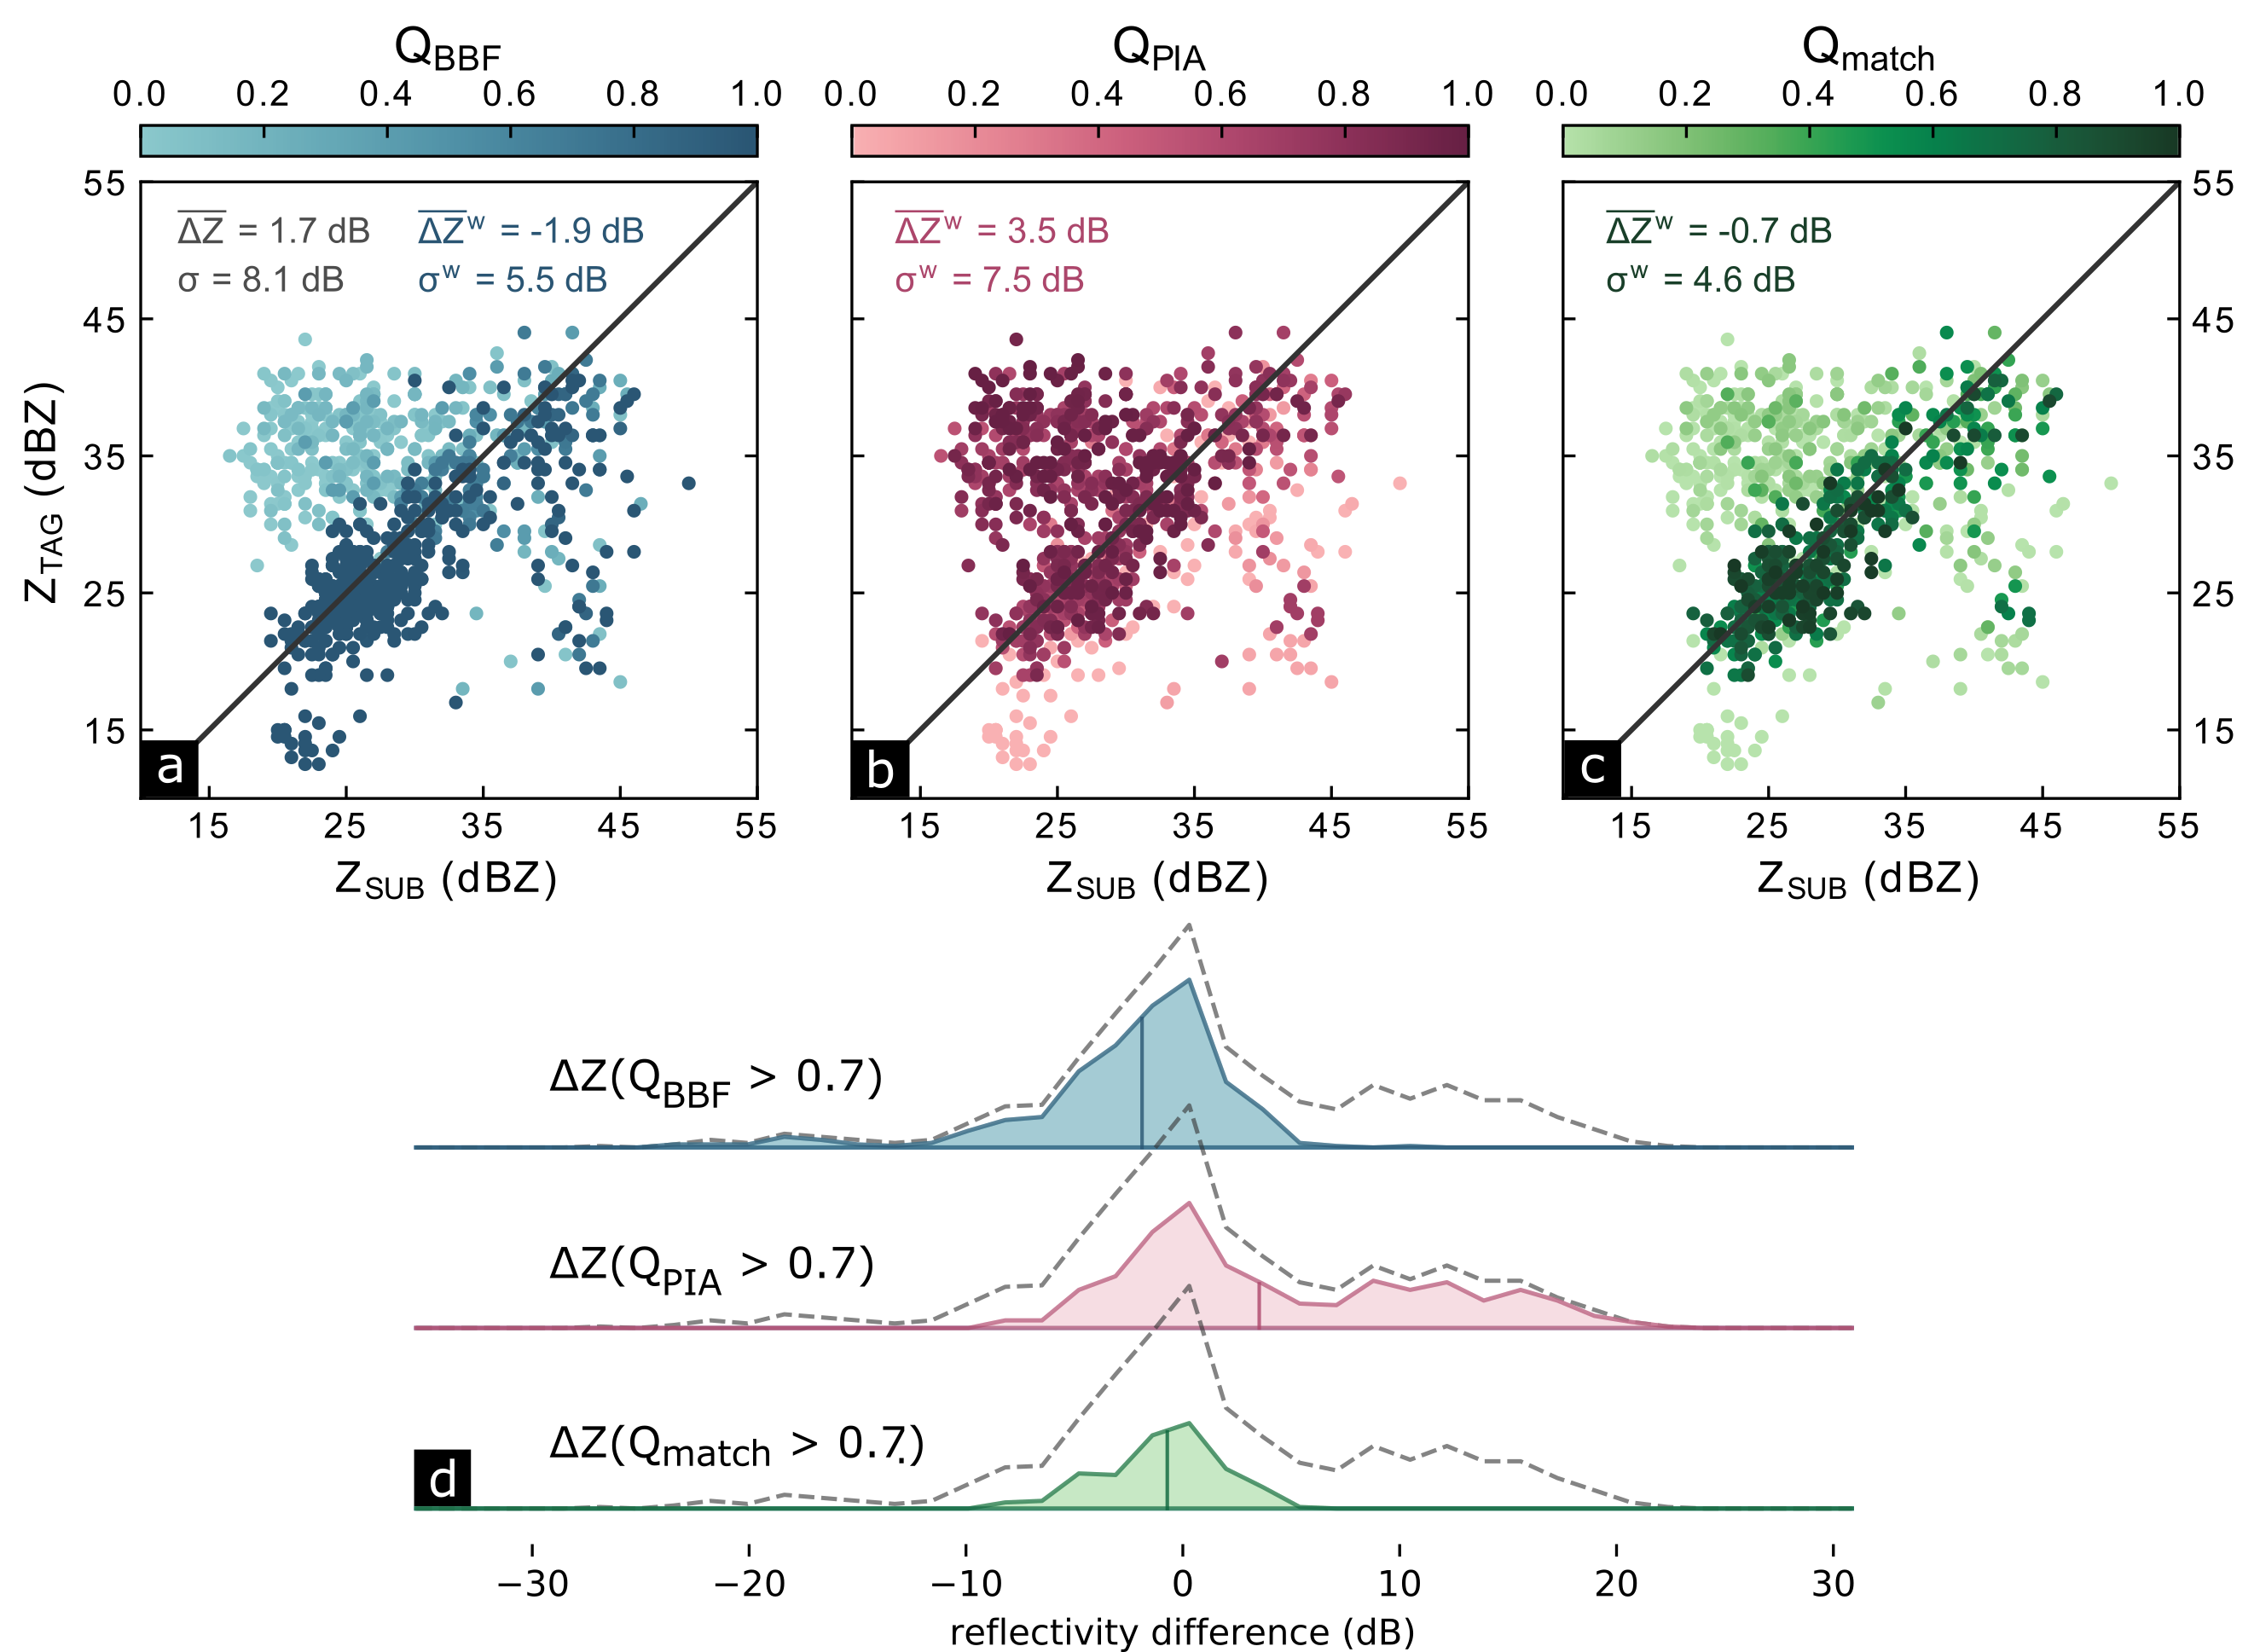 Q_BBF Q_PIA Q_match
0.0 0.2 0.4 0.6 0.8 1.0 0.0 0.2 0.4 0.6 0.8 1.0 0.0 0.2 0.4 0.6 0.8 1.0
55 55
ΔZ̅ = 1.7 dB ΔZ̅ʷ = -1.9 dB ΔZ̅ʷ = 3.5 dB ΔZ̅ʷ = -0.7 dB
σ = 8.1 dB σʷ = 5.5 dB σʷ = 7.5 dB σʷ = 4.6 dB
45 45
Z_TAG (dBZ)
35 35
25 25
15 15
a b c
15 25 35 45 55 15 25 35 45 55 15 25 35 45 55
Z_SUB (dBZ) Z_SUB (dBZ) Z_SUB (dBZ)
ΔZ(Q_BBF > 0.7)
ΔZ(Q_PIA > 0.7)
ΔZ(Q_match > 0.7)
d
−30 −20 −10 0 10 20 30
reflectivity difference (dB)